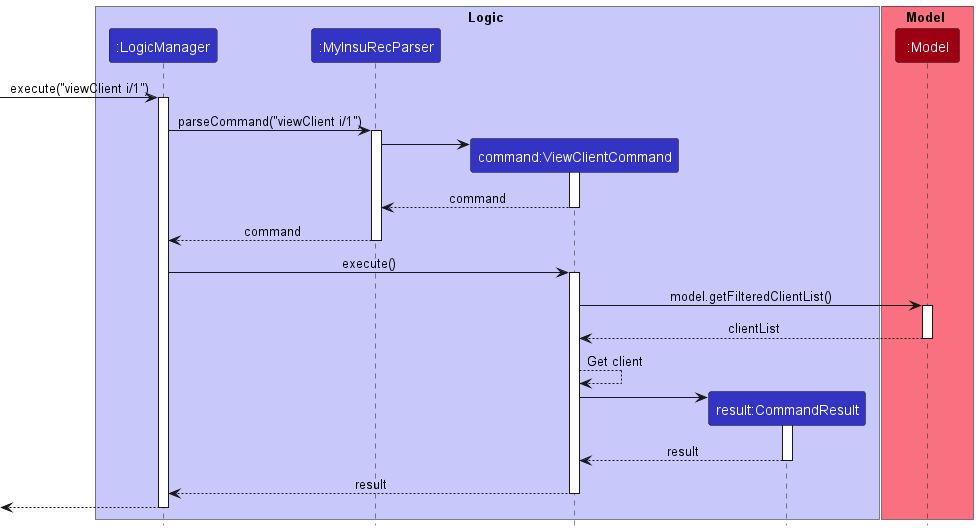 Logic
Model
:LogicManager
:MyInsuRecParser
:Model
execute("viewClient i/1")
parseCommand("viewClient i/1")
command:ViewClientCommand
command
command
execute()
model.getFilteredClientList()
clientList
Get client
result:CommandResult
result
result